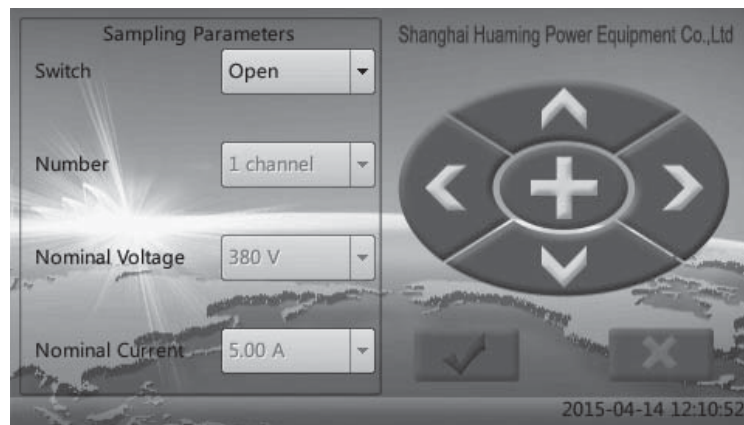 Sampling Parameters
Switch
Open
Number
1 channel
Nominal Voltage
380 V
Nominal Current
5.00 A
Shanghai Huaming Power Equipment Co.,Ltd
2015-04-14 12:10:52